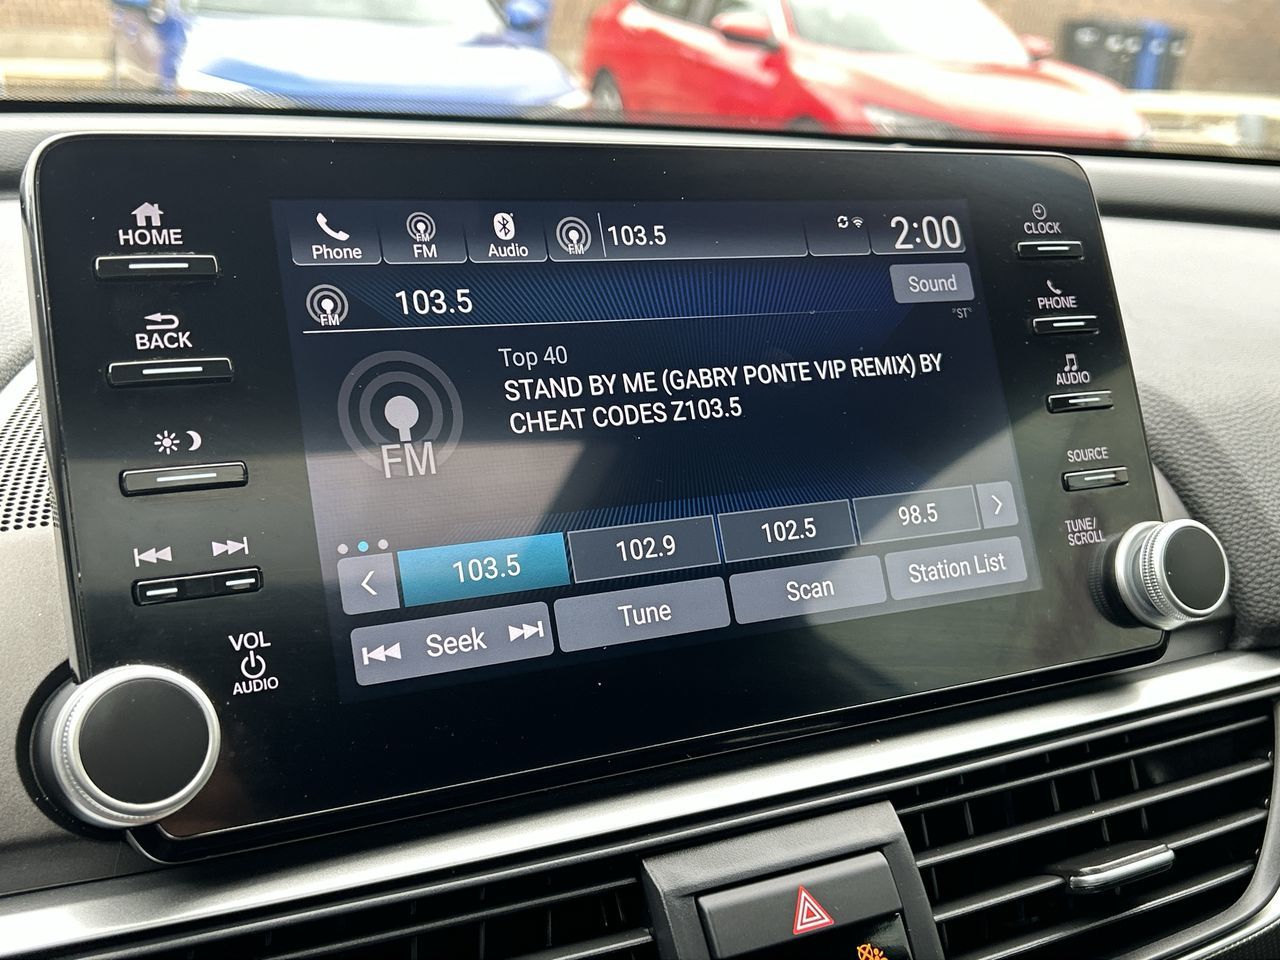 HOME
BACK
VOL
AUDIO
Phone
FM
FM
Audio
FM
103.5
2:00
FM
103.5
Sound
"ST"
Top 40
STAND BY ME (GABRY PONTE VIP REMIX) BY
CHEAT CODES Z103.5
FM
103.5
102.9
102.5
98.5
Seek
Tune
Scan
Station List
CLOCK
PHONE
AUDIO
SOURCE
TUNE/
SCROLL